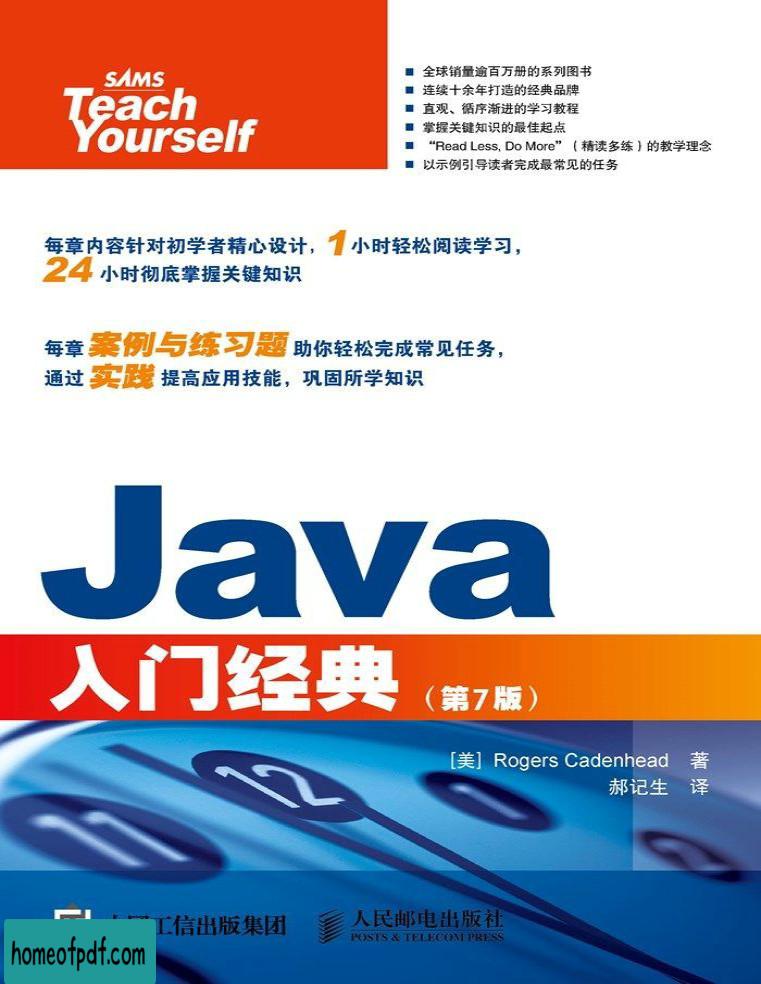 SAMS
Teach
Yourself
■ 全球销量逾百万册的系列图书
■ 连续十余年打造的经典品牌
■ 直观、循序渐进的学习教程
■ 掌握关键知识的最佳起点
■ “Read Less, Do More”（精读多练）的教学理念
■ 以示例引导读者完成最常见的任务
每章内容针对初学者精心设计，1小时轻松阅读学习，
24小时彻底掌握关键知识
每章案例与练习题助你轻松完成常见任务，
通过实践提高应用技能，巩固所学知识
Java
入门经典（第7版）
[美] Rogers Cadenhead 著
郝记生 译
11
12
1
工信出版集团
人民邮电出版社
POSTS & TELECOM PRESS
homeofpdf.com